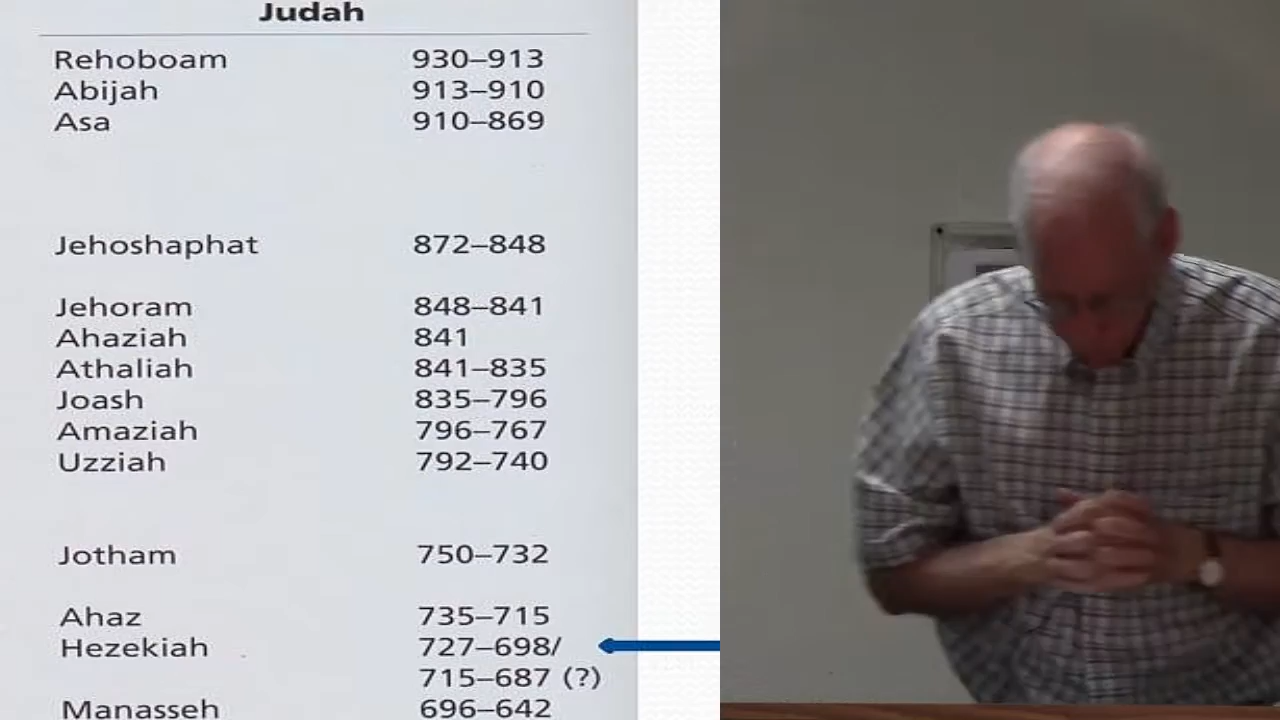 Judah
Rehoboam 930–913
Abijah 913–910
Asa 910–869
Jehoshaphat 872–848
Jehoram 848–841
Ahaziah 841
Athaliah 841–835
Joash 835–796
Amaziah 796–767
Uzziah 792–740
Jotham 750–732
Ahaz 735–715
Hezekiah 727–698/
715–687 (?)
Manasseh 696–642